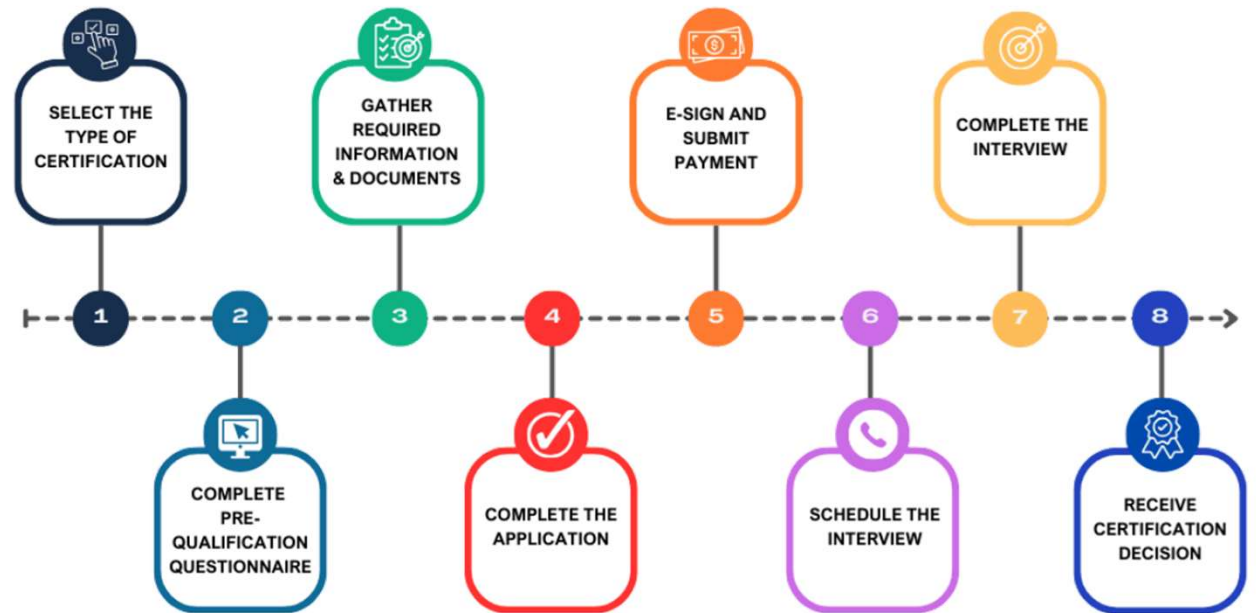 SELECT THE
TYPE OF
CERTIFICATION
GATHER
REQUIRED
INFORMATION
& DOCUMENTS
E-SIGN AND
SUBMIT
PAYMENT
COMPLETE THE
INTERVIEW
1
2
3
4
5
6
7
8
COMPLETE
PRE-
QUALIFICATION
QUESTIONNAIRE
COMPLETE THE
APPLICATION
SCHEDULE THE
INTERVIEW
RECEIVE
CERTIFICATION
DECISION